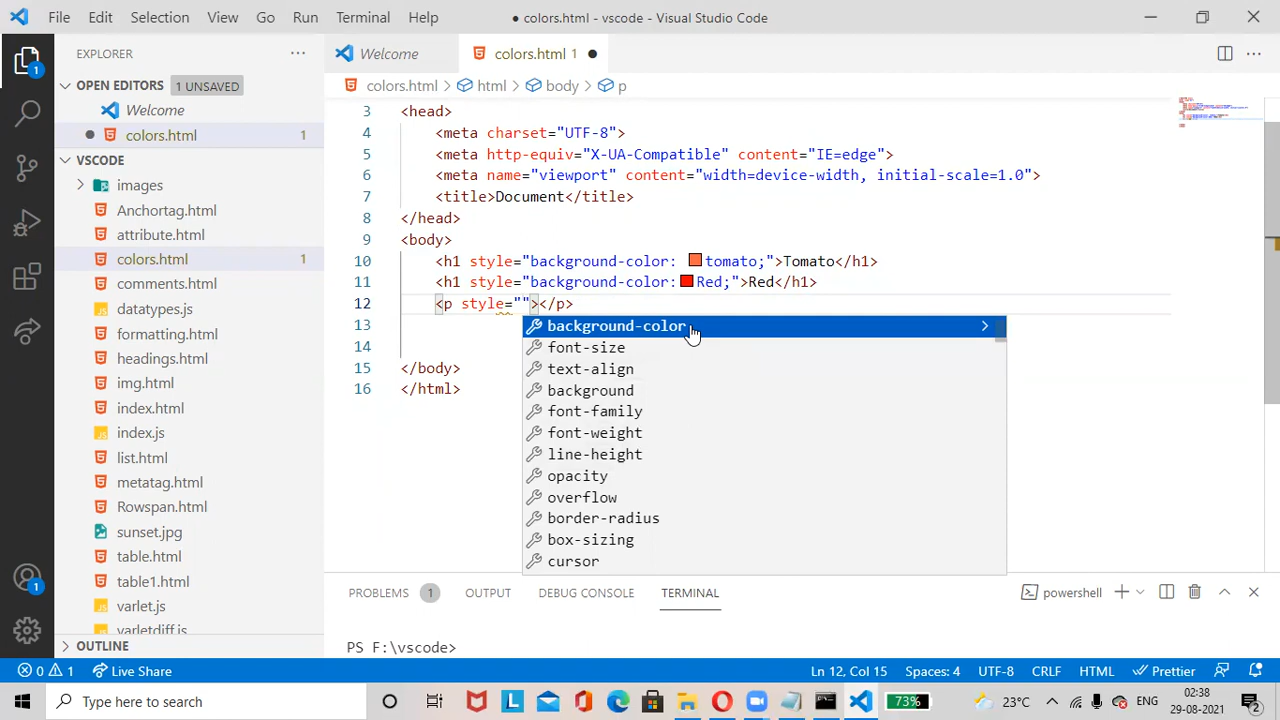 File Edit Selection View Go Run Terminal Help ● colors.html - vscode - Visual Studio Code
EXPLORER ···
OPEN EDITORS 1 UNSAVED
Welcome
● colors.html 1
VSCODE
images
Anchortag.html
attribute.html
colors.html 1
comments.html
datatypes.js
formatting.html
headings.html
img.html
index.html
index.js
list.html
metatag.html
Rowspan.html
sunset.jpg
table.html
table1.html
varlet.js
varletdiff.js
OUTLINE
Welcome colors.html 1 ●
colors.html > html > body > p
3 <head>
4 <meta charset="UTF-8">
5 <meta http-equiv="X-UA-Compatible" content="IE=edge">
6 <meta name="viewport" content="width=device-width, initial-scale=1.0">
7 <title>Document</title>
8 </head>
9 <body>
10 <h1 style="background-color: tomato;">Tomato</h1>
11 <h1 style="background-color:Red;">Red</h1>
12 <p style=""></p>
13
14
15 </body>
16 </html>
background-color
font-size
text-align
background
font-family
font-weight
line-height
opacity
overflow
border-radius
box-sizing
cursor
PROBLEMS 1 OUTPUT DEBUG CONSOLE TERMINAL powershell
PS F:\vscode>
1
1
0 1 Live Share Ln 12, Col 15 Spaces: 4 UTF-8 CRLF HTML Prettier
Type here to search 73% 23°C ENG 02:38
29-08-2021 2